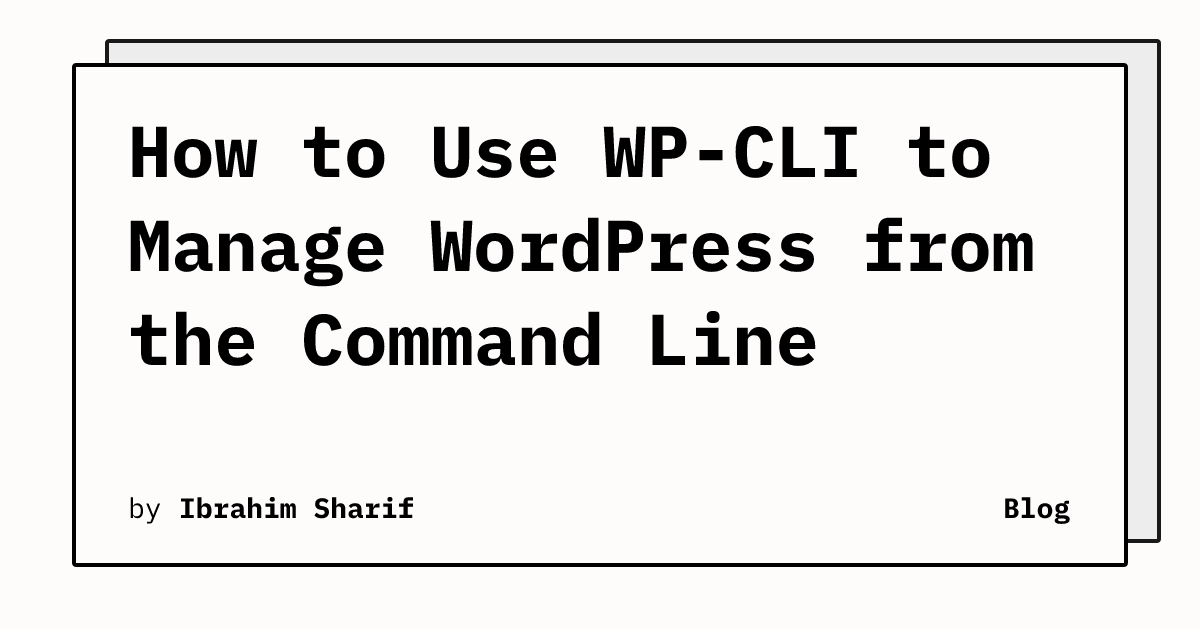 How to Use WP-CLI to
Manage WordPress from
the Command Line
by Ibrahim Sharif
Blog